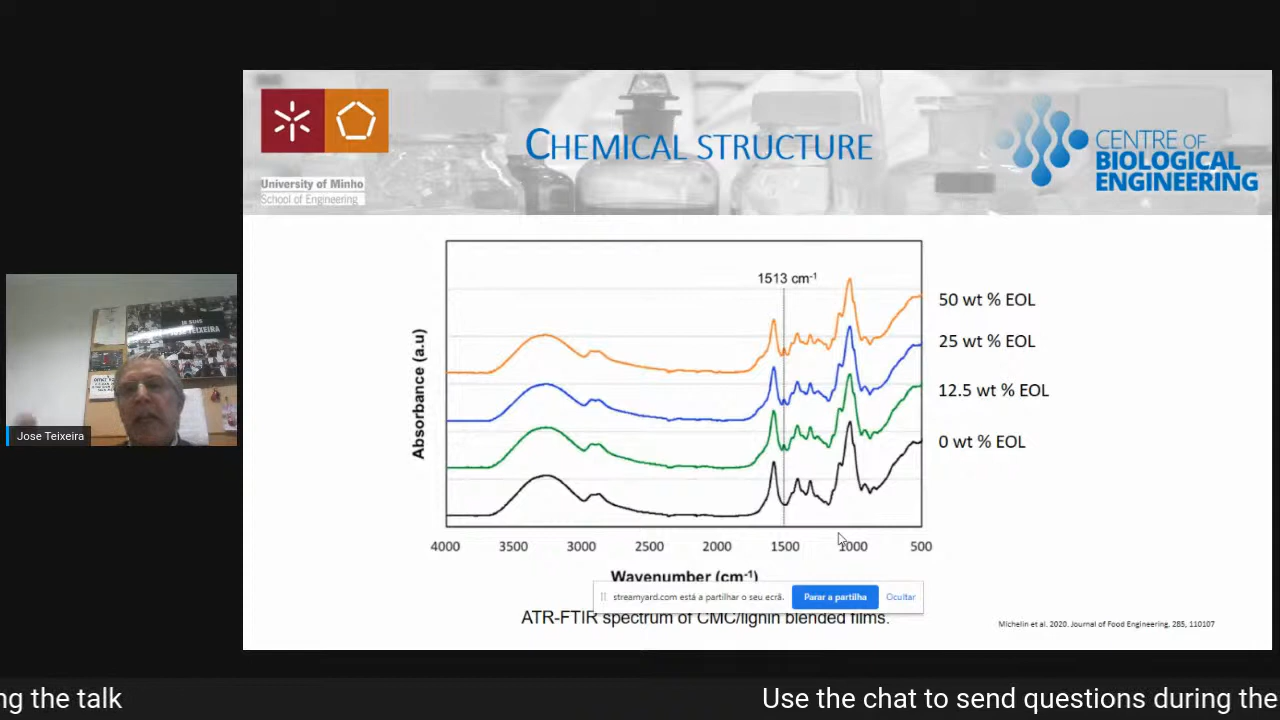 University of Minho
School of Engineering
CHEMICAL STRUCTURE
CENTRE OF
BIOLOGICAL
ENGINEERING
1513 cm-1
50 wt % EOL
25 wt % EOL
12.5 wt % EOL
0 wt % EOL
Absorbance (a.u)
4000 3500 3000 2500 2000 1500 1000 500
Wavenumber (cm-1)
streamyard.com está a partilhar o seu ecrã. Parar a partilha Ocultar
ATR-FTIR spectrum of CMC/lignin blended films.
Michelin et al. 2020. Journal of Food Engineering, 285, 110107
TEIXEIRA
Jose Teixeira
ng the talk
Use the chat to send questions during the